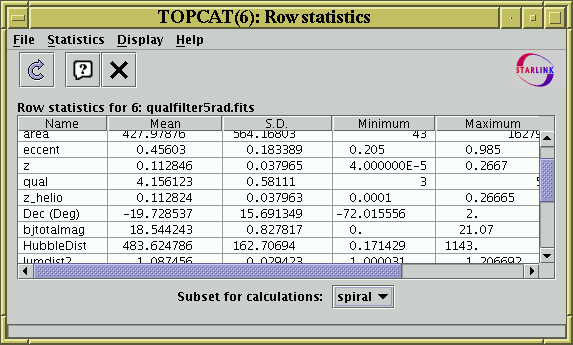 TOPCAT(6): Row statistics
File Statistics Display Help
STARLINK
Row statistics for 6: qualfilter5rad.fits
Name Mean S.D. Minimum Maximum
area 427.97876 564.16803 43 16279
eccent 0.45603 0.183389 0.205 0.985
z 0.112846 0.037965 4.000000E-5 0.2667
qual 4.156123 0.58111 3 5
z_helio 0.112824 0.037963 0.0001 0.26665
Dec (Deg) -19.728537 15.691349 -72.015556 2.
bjtotalmag 18.544243 0.827817 0. 21.07
HubbleDist 483.624786 162.70694 0.171429 1143.
lumdist2 1.087456 0.029423 1.000031 1.206692
Subset for calculations: spiral